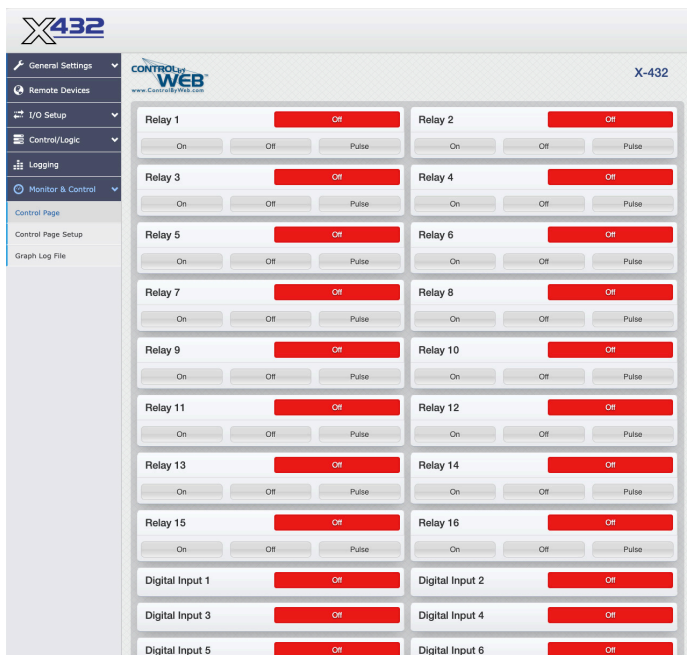 X432
General Settings
Remote Devices
I/O Setup
Control/Logic
Logging
Monitor & Control
Control Page
Control Page Setup
Graph Log File
CONTROLby
WEB™
www.ControlByWeb.com
X-432
Relay 1 Off Relay 2 Off
On Off Pulse On Off Pulse
Relay 3 Off Relay 4 Off
On Off Pulse On Off Pulse
Relay 5 Off Relay 6 Off
On Off Pulse On Off Pulse
Relay 7 Off Relay 8 Off
On Off Pulse On Off Pulse
Relay 9 Off Relay 10 Off
On Off Pulse On Off Pulse
Relay 11 Off Relay 12 Off
On Off Pulse On Off Pulse
Relay 13 Off Relay 14 Off
On Off Pulse On Off Pulse
Relay 15 Off Relay 16 Off
On Off Pulse On Off Pulse
Digital Input 1 Off Digital Input 2 Off
Digital Input 3 Off Digital Input 4 Off
Digital Input 5 Off Digital Input 6 Off